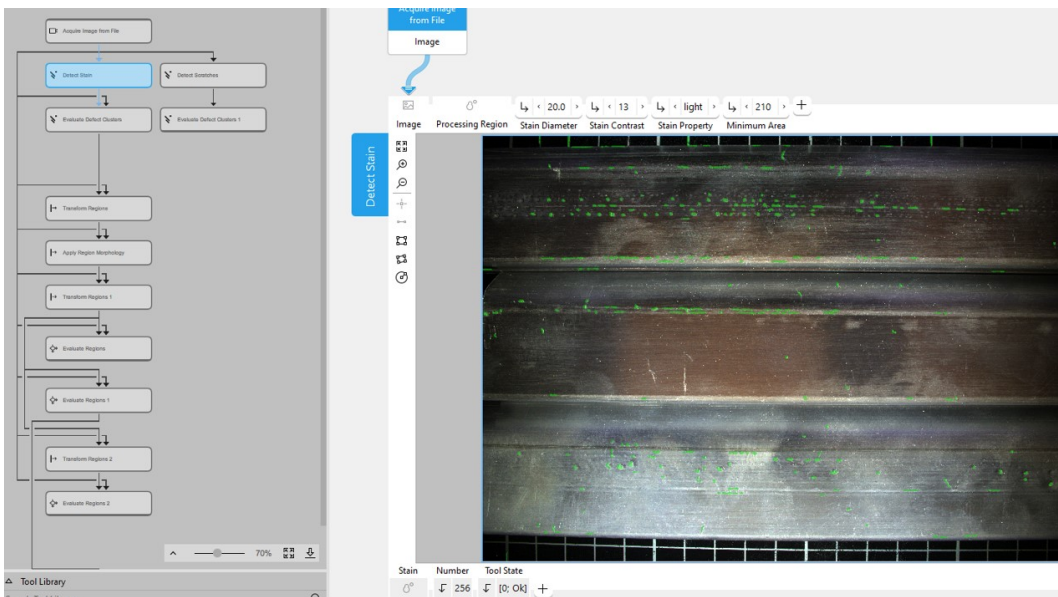 Acquire Image from File
Detect Stain
Detect Scratches
Evaluate Defect Clusters
Evaluate Defect Clusters 1
Transform Regions
Apply Region Morphology
Transform Regions 1
Evaluate Regions
Evaluate Regions 1
Transform Regions 2
Evaluate Regions 2
70%
Tool Library
Acquire Image
from File
Image
20.0
13
light
210
Image
Processing Region
Stain Diameter
Stain Contrast
Stain Property
Minimum Area
Detect Stain
Stain
Number
Tool State
256
[0; Ok]